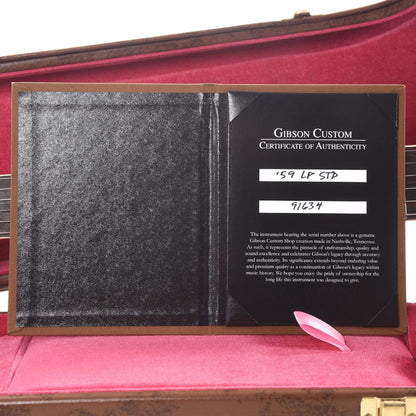 GIBSON CUSTOM
CERTIFICATE OF AUTHENTICITY
'59 LP STD
91634
The instrument bearing the serial number above is a genuine
Gibson Custom Shop creation made in Nashville, Tennessee.
As such, it represents the pinnacle of craftsmanship, quality and
sound excellence and celebrates Gibson's legacy through accuracy
and authenticity. Its significance extends beyond enduring value
and premium quality as a continuation of Gibson's legacy within
music history. We hope you enjoy the pride of ownership for the
long life this instrument was designed to give.